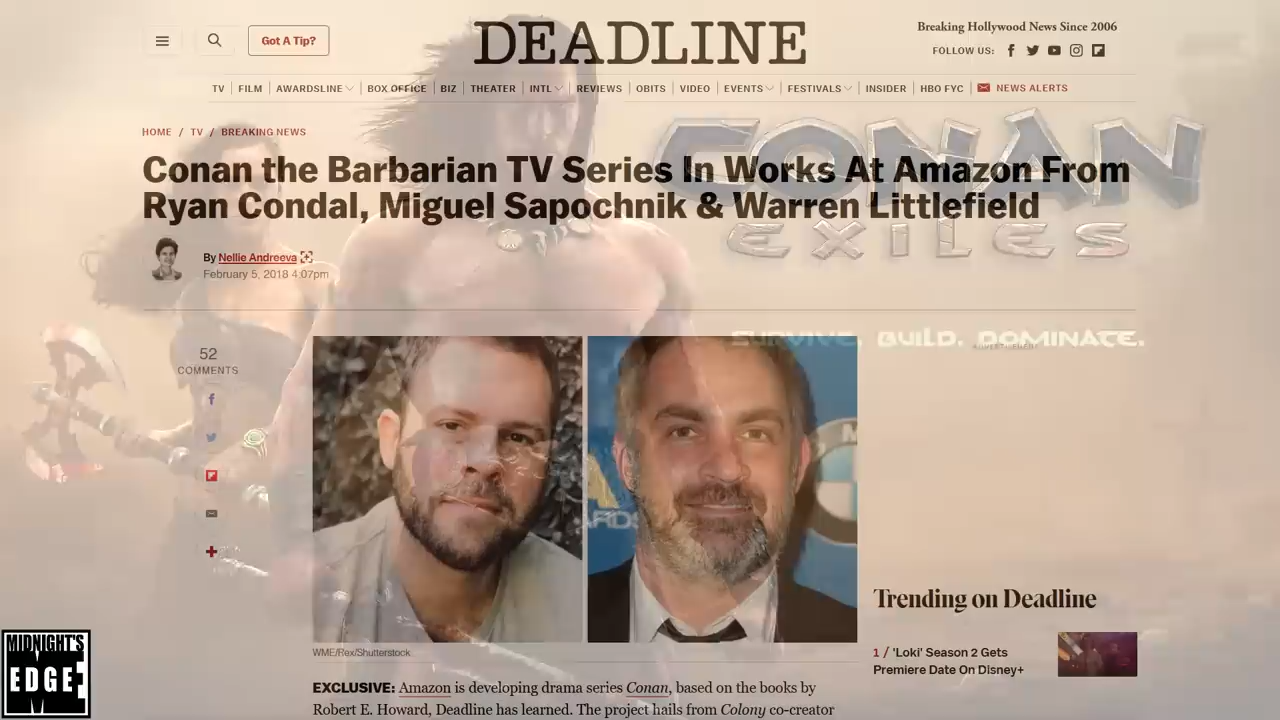 Got A Tip?
DEADLINE
Breaking Hollywood News Since 2006
FOLLOW US:
TV | FILM | AWARDSLINE | BOX OFFICE | BIZ | THEATER | INTL | REVIEWS | OBITS | VIDEO | EVENTS | FESTIVALS | INSIDER | HBO FYC | NEWS ALERTS
HOME / TV / BREAKING NEWS
CONAN
EXILES
Conan the Barbarian TV Series In Works At Amazon From
Ryan Condal, Miguel Sapochnik & Warren Littlefield
By Nellie Andreeva
February 5, 2018 4:07pm
SURVIVE. BUILD. DOMINATE.
ADVERTISEMENT
52
COMMENTS
ARDS
WME/Rex/Shutterstock
Trending on Deadline
1 / 'Loki' Season 2 Gets
Premiere Date On Disney+
EXCLUSIVE: Amazon is developing drama series Conan, based on the books by
Robert E. Howard, Deadline has learned. The project hails from Colony co-creator
MIDNIGHT'S
EDGE